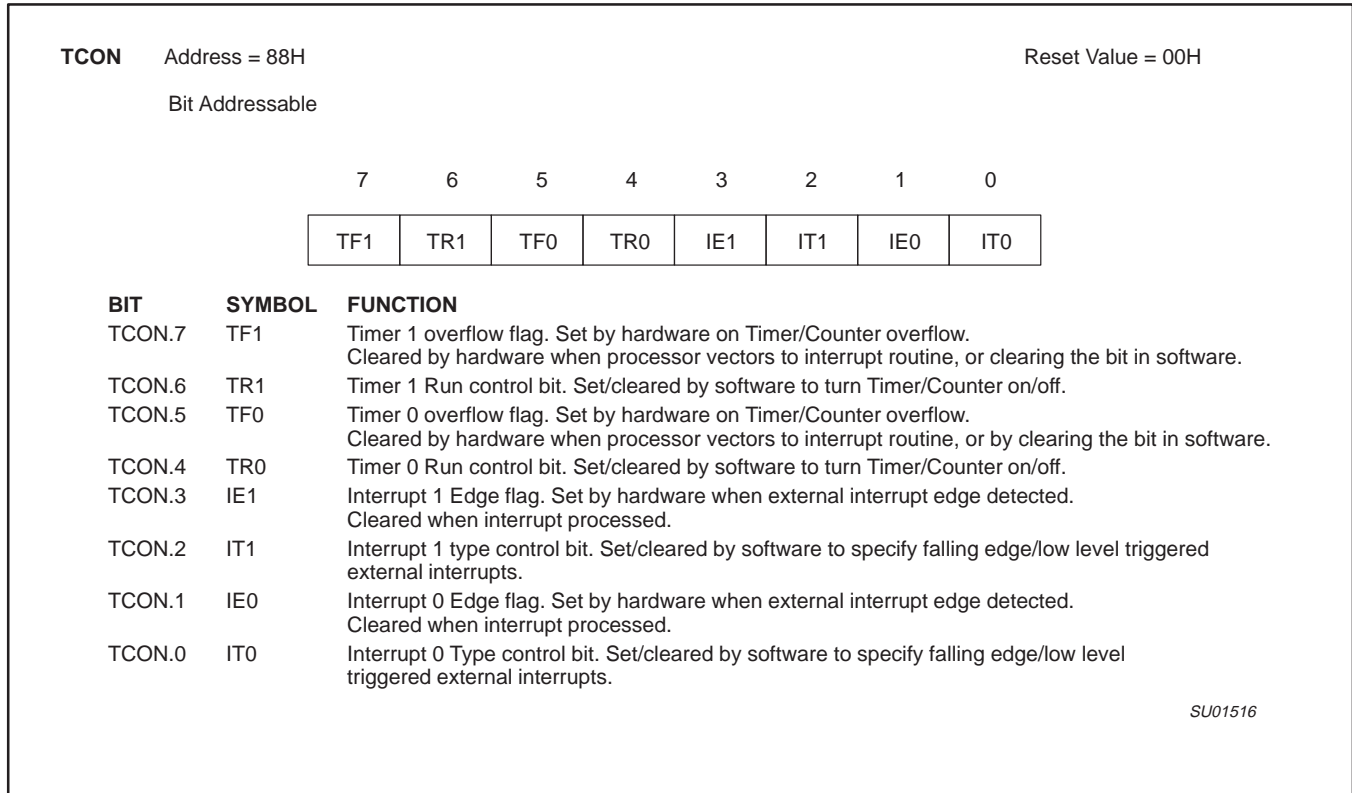 TCON Address = 88H Reset Value = 00H
Bit Addressable
7 6 5 4 3 2 1 0
TF1 TR1 TF0 TR0 IE1 IT1 IE0 IT0
BIT SYMBOL FUNCTION
TCON.7 TF1 Timer 1 overflow flag. Set by hardware on Timer/Counter overflow.
Cleared by hardware when processor vectors to interrupt routine, or clearing the bit in software.
TCON.6 TR1 Timer 1 Run control bit. Set/cleared by software to turn Timer/Counter on/off.
TCON.5 TF0 Timer 0 overflow flag. Set by hardware on Timer/Counter overflow.
Cleared by hardware when processor vectors to interrupt routine, or by clearing the bit in software.
TCON.4 TR0 Timer 0 Run control bit. Set/cleared by software to turn Timer/Counter on/off.
TCON.3 IE1 Interrupt 1 Edge flag. Set by hardware when external interrupt edge detected.
Cleared when interrupt processed.
TCON.2 IT1 Interrupt 1 type control bit. Set/cleared by software to specify falling edge/low level triggered
external interrupts.
TCON.1 IE0 Interrupt 0 Edge flag. Set by hardware when external interrupt edge detected.
Cleared when interrupt processed.
TCON.0 IT0 Interrupt 0 Type control bit. Set/cleared by software to specify falling edge/low level
triggered external interrupts.
SU01516